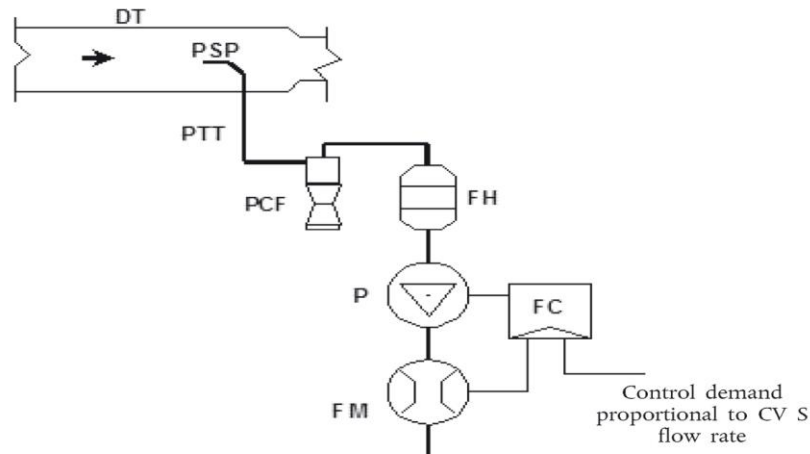 DT
PSP
PTT
PCF
FH
P
FC
FM
Control demand
proportional to CV S
flow rate